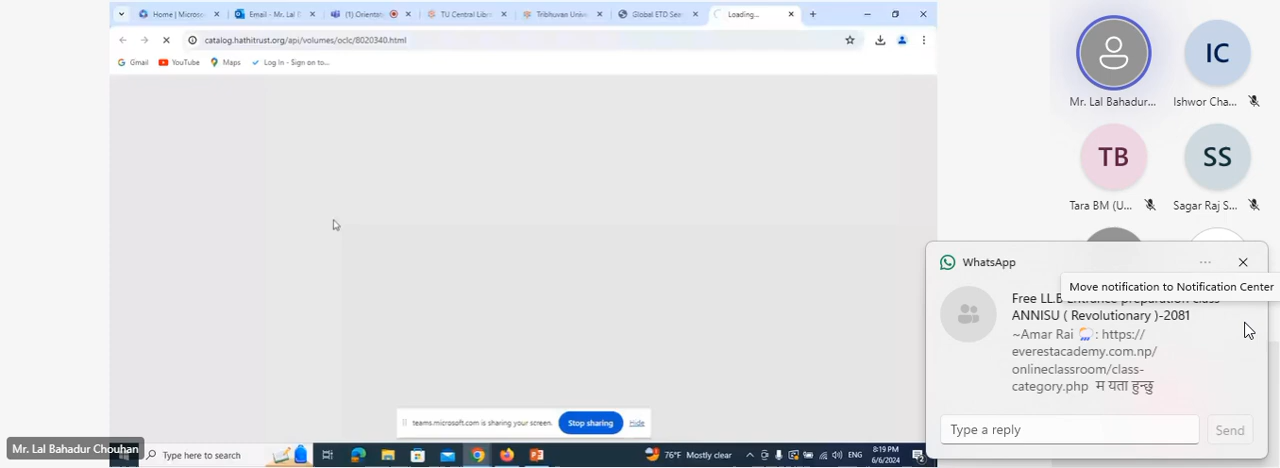 Home | Microso
Email - Mr. Lal B
(1) Orientati
TU Central Libr
Tribhuvan Unive
Global ETD Sea
Loading...
catalog.hathitrust.org/api/volumes/oclc/8020340.html
Gmail
YouTube
Maps
Log In - Sign on to...
teams.microsoft.com is sharing your screen.
Stop sharing
Hide
Type here to search
76°F Mostly clear
ENG
8:19 PM
6/6/2024
Mr. Lal Bahadur Chouhan
Mr. Lal Bahadur...
IC
Ishwor Cha...
TB
Tara BM (U...
SS
Sagar Raj S...
WhatsApp
Move notification to Notification Center
Free LL.B Entrance preparation class
ANNISU ( Revolutionary )-2081
~Amar Rai 🌧️: https://
everestacademy.com.np/
onlineclassroom/class-
category.php म यता हुन्छु
Type a reply
Send